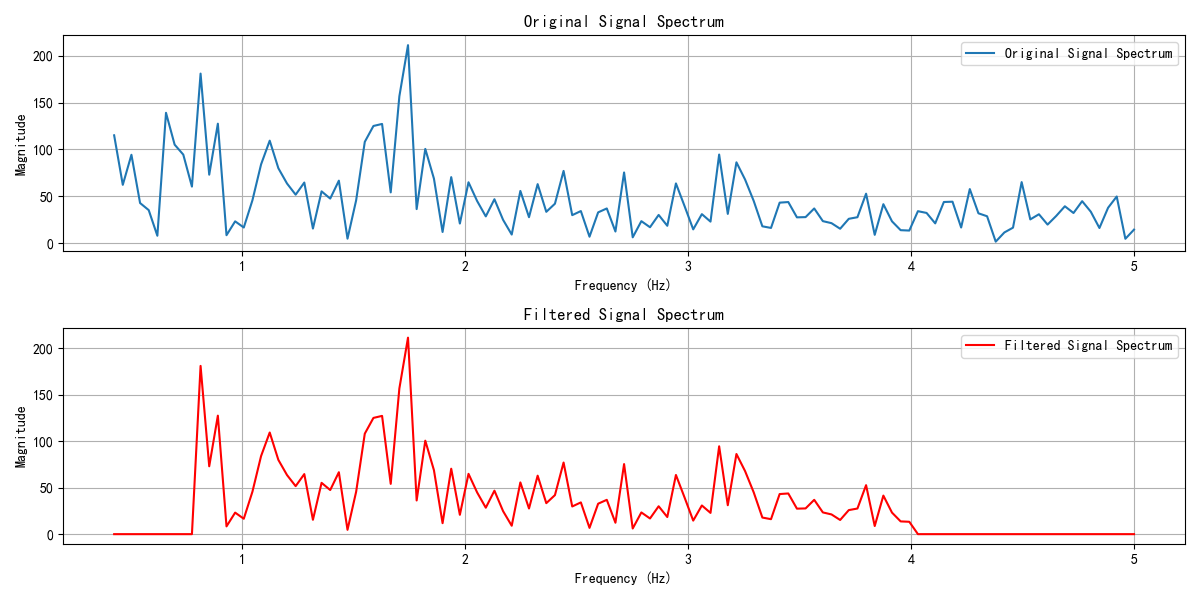 Original Signal Spectrum
Original Signal Spectrum
200
150
100
50
0
Magnitude
1 2 3 4 5
Frequency (Hz)
Filtered Signal Spectrum
Filtered Signal Spectrum
200
150
100
50
0
Magnitude
1 2 3 4 5
Frequency (Hz)